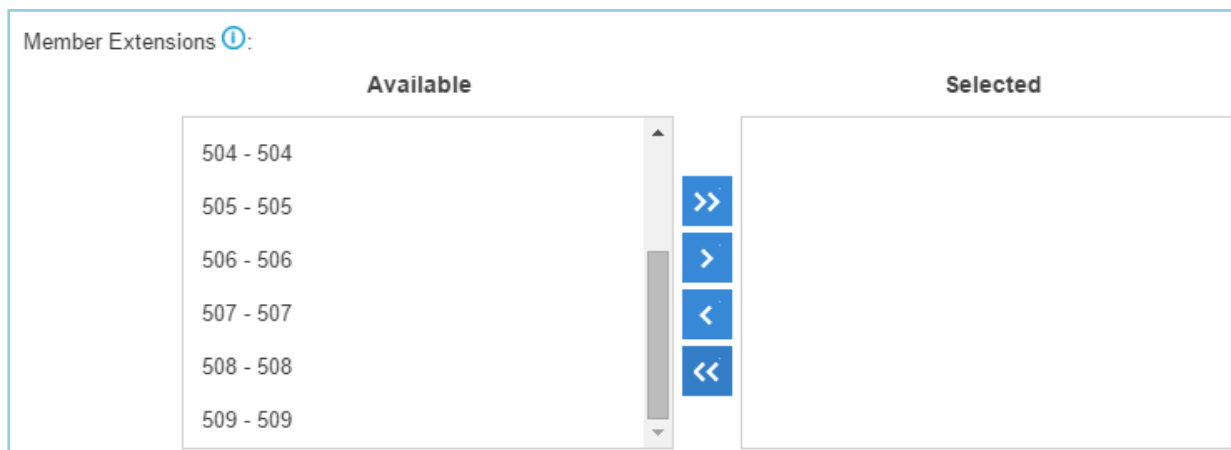 Member Extensions ⓘ:
Available
Selected
504 - 504
505 - 505
506 - 506
507 - 507
508 - 508
509 - 509